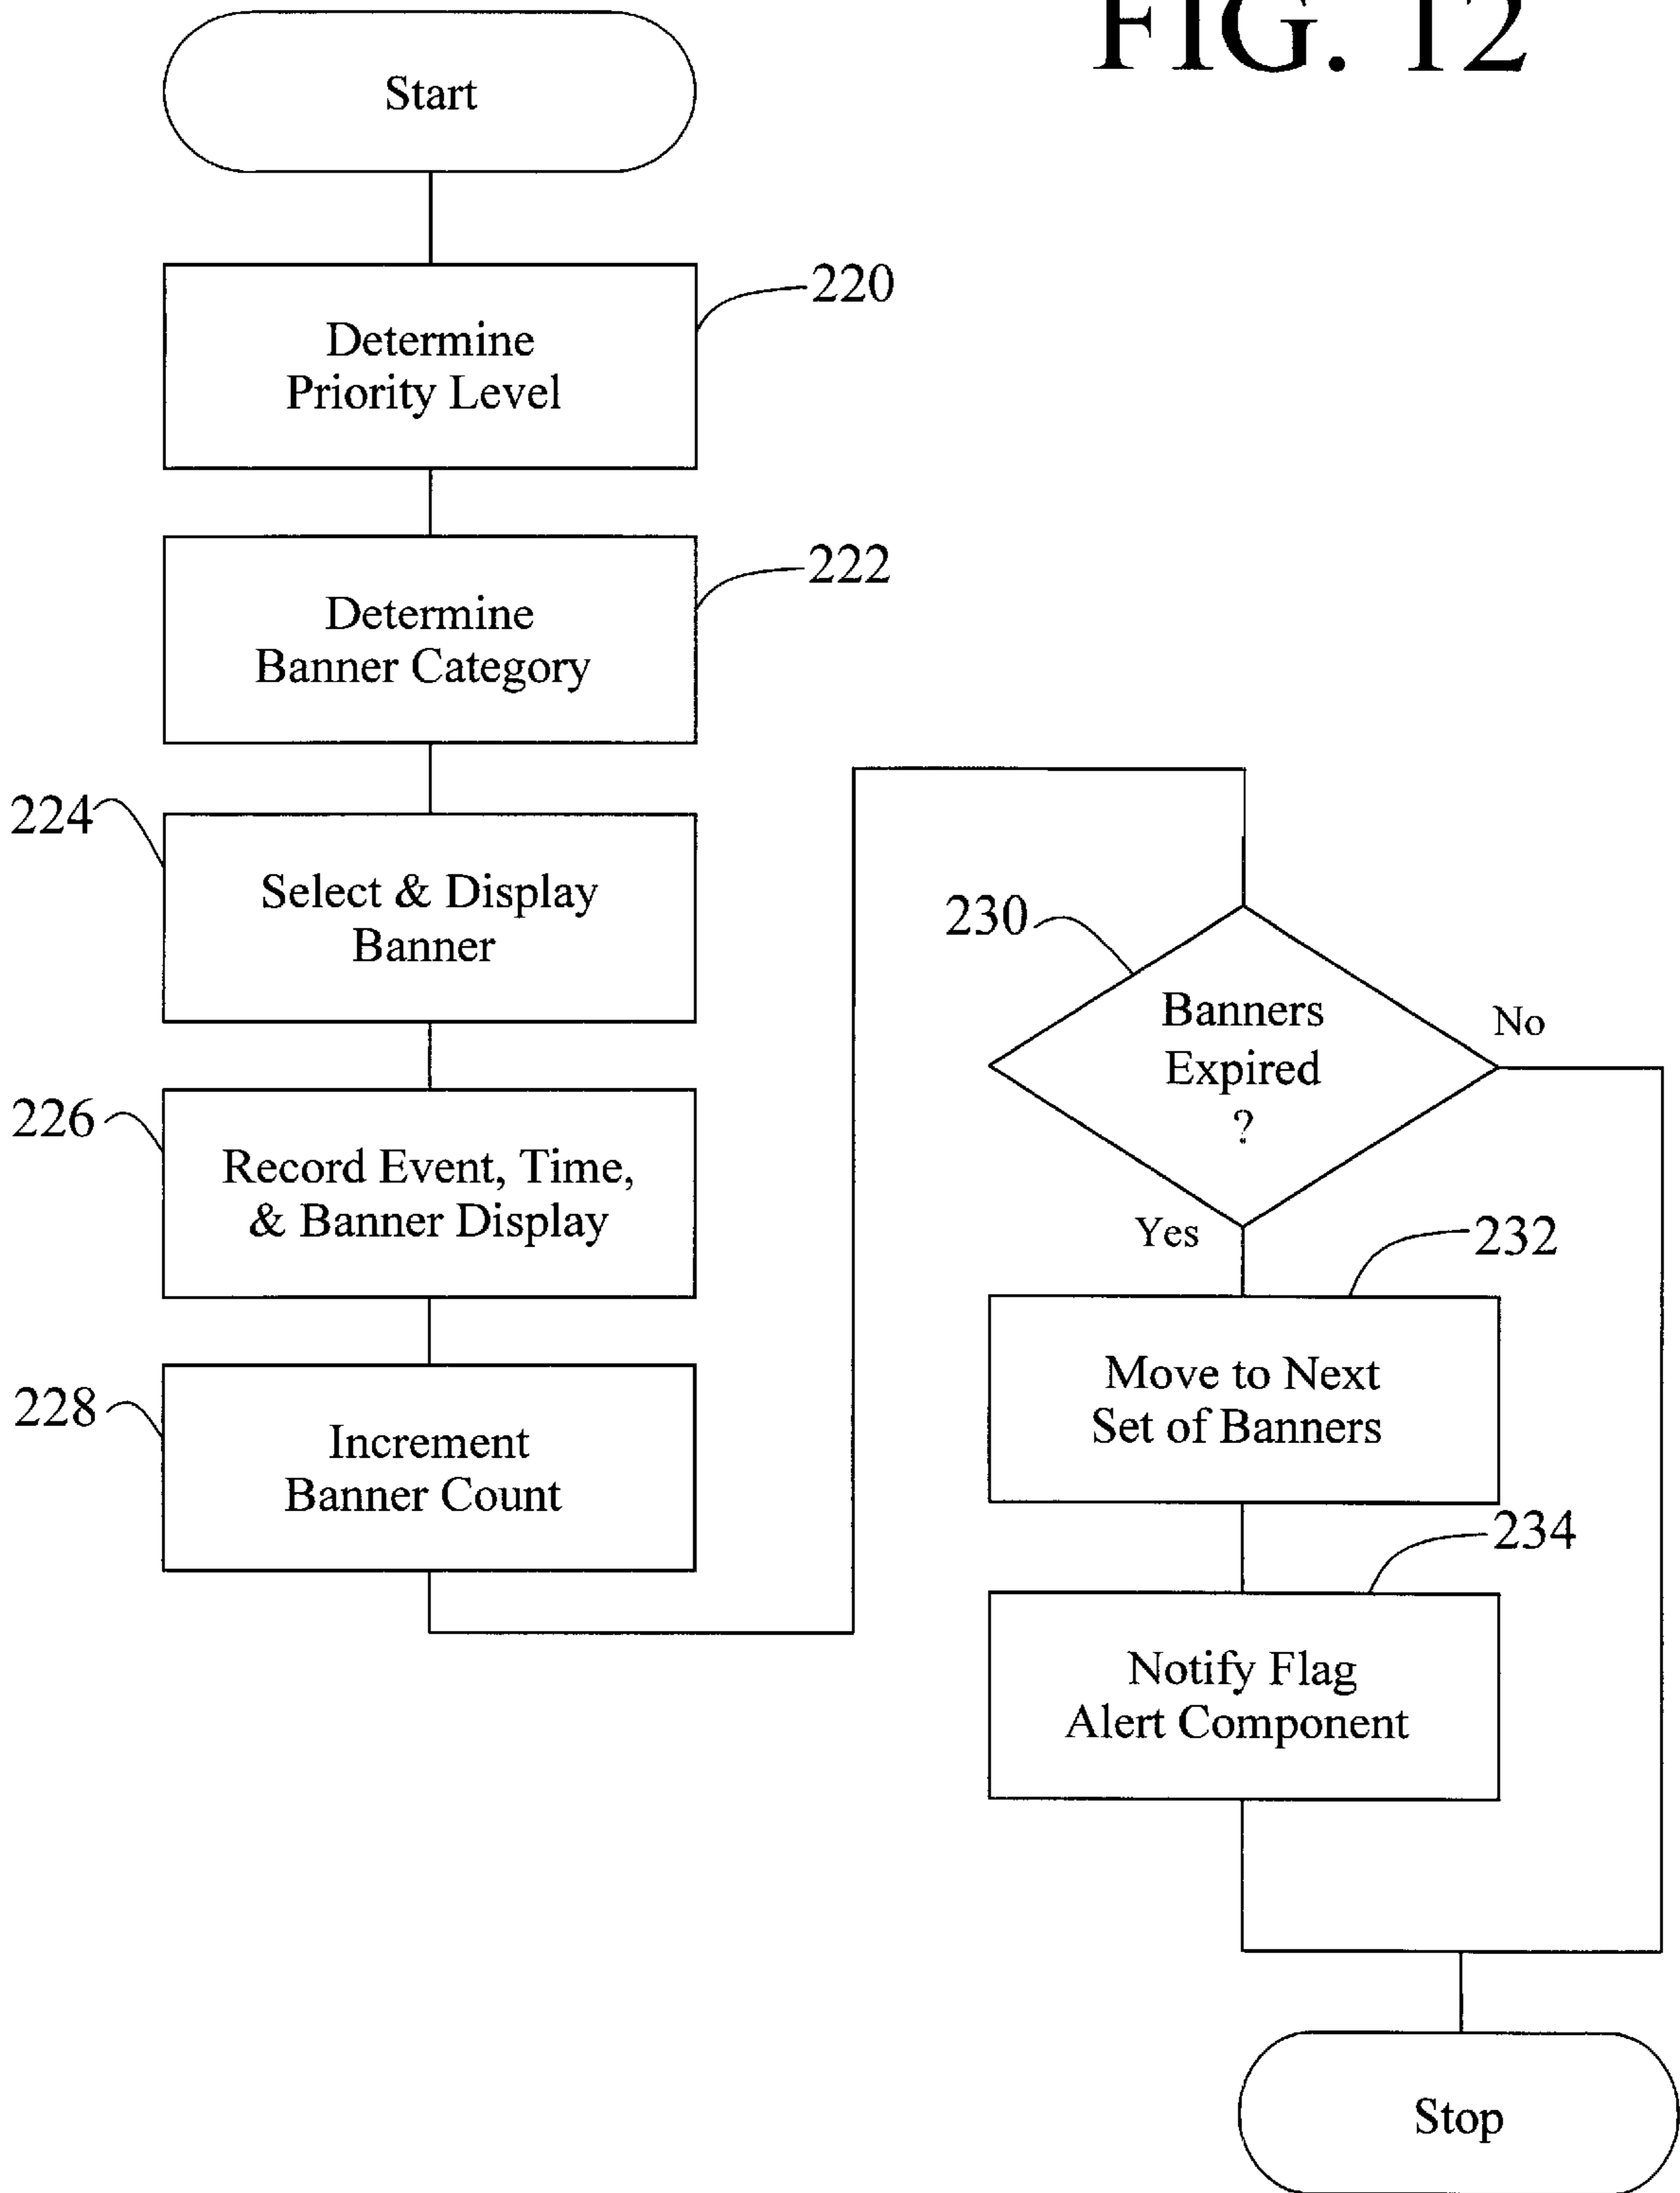 FIG. 12
Start
220
Determine
Priority Level
222
Determine
Banner Category
224
Select & Display
Banner
226
Record Event, Time,
& Banner Display
228
Increment
Banner Count
230
Banners
Expired
?
No
Yes
232
Move to Next
Set of Banners
234
Notify Flag
Alert Component
Stop